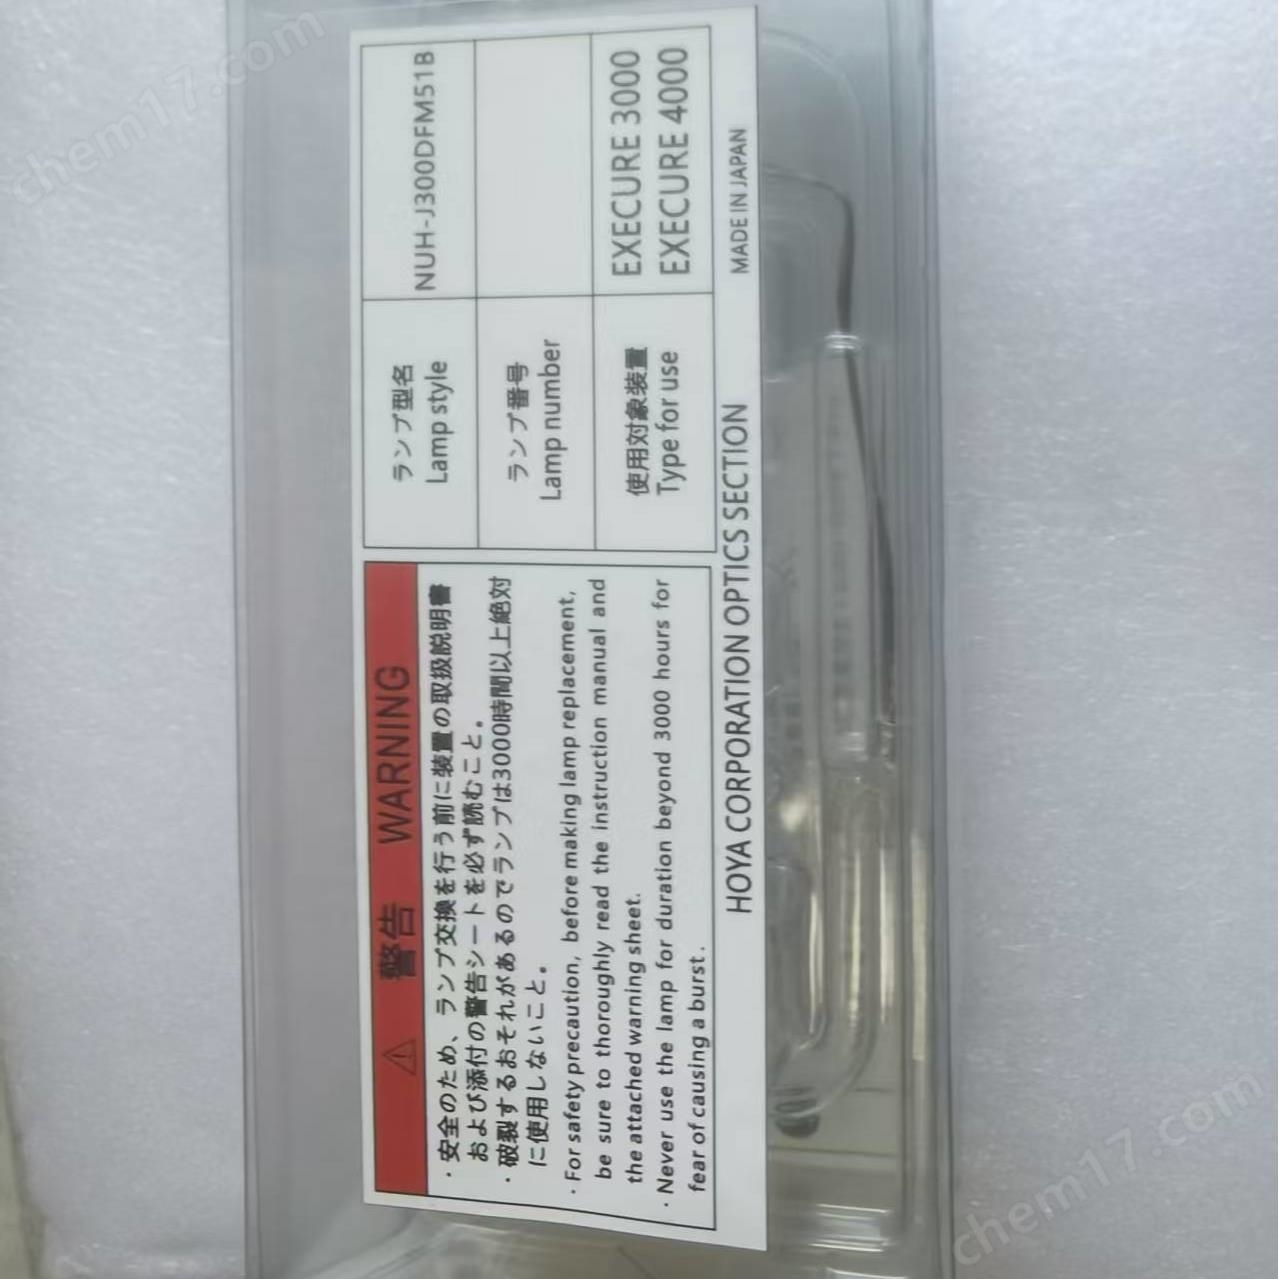 ⚠ 警告 WARNING
・安全のため、ランプ交換を行う前に装置の取扱説明書
および添付の警告シートを必ず読むこと。
・破裂するおそれがあるのでランプは3000時間以上絶対
に使用しないこと。
・For safety precaution, before making lamp replacement,
be sure to thoroughly read the instruction manual and
the attached warning sheet.
・Never use the lamp for duration beyond 3000 hours for
fear of causing a burst.
ランプ型名
Lamp style
NUH-J300DFM51B
ランプ番号
Lamp number
使用対象装置
Type for use
EXECURE 3000
EXECURE 4000
HOYA CORPORATION OPTICS SECTION
MADE IN JAPAN
chem17.com
chem17.com